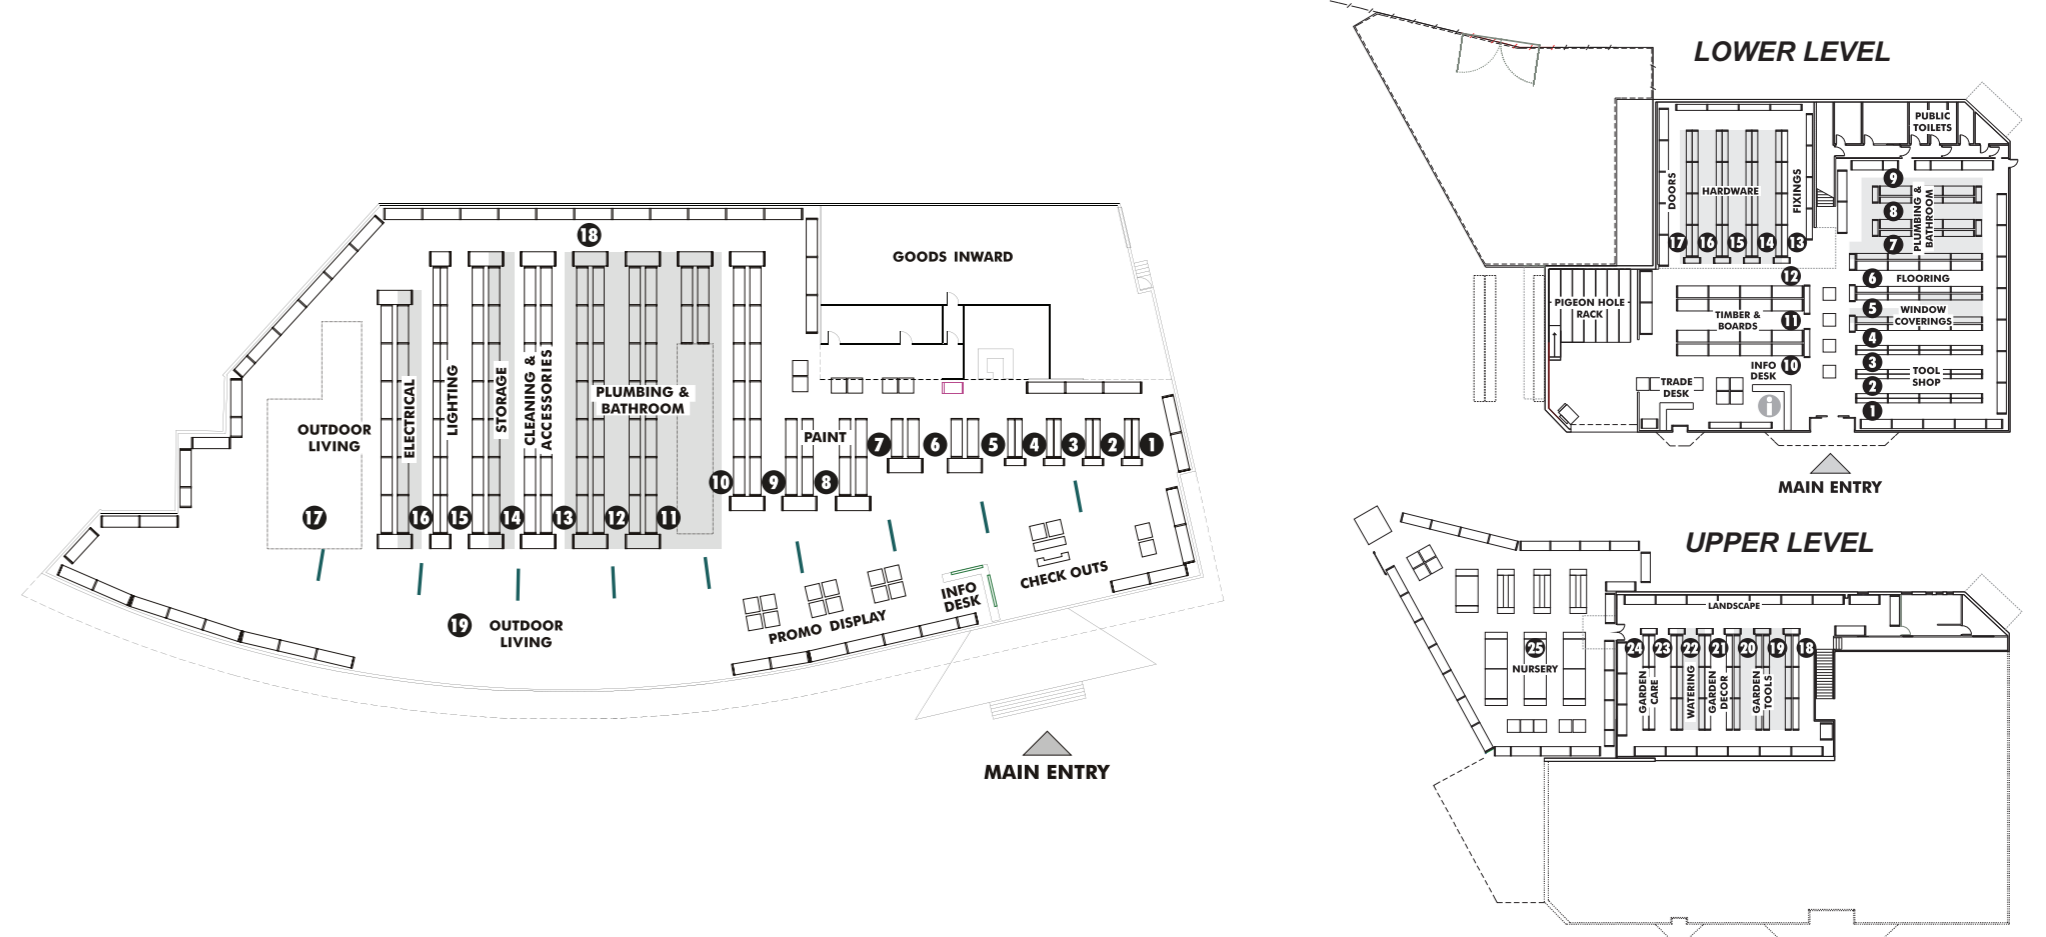 18
GOODS INWARD
ELECTRICAL
LIGHTING
STORAGE
CLEANING &
ACCESSORIES
PLUMBING &
BATHROOM
OUTDOOR
LIVING
PAINT
7
6
5
4
3
2
1
10
9
8
17
16
15
14
13
12
11
19
OUTDOOR
LIVING
PROMO DISPLAY
INFO
DESK
CHECK OUTS
MAIN ENTRY
LOWER LEVEL
PUBLIC
TOILETS
DOORS
HARDWARE
FIXINGS
17
16
15
14
13
9
8
7
PLUMBING &
BATHROOM
12
6
FLOORING
PIGEON HOLE
RACK
TIMBER &
BOARDS
11
5
WINDOW
COVERINGS
4
INFO
DESK
10
3
TOOL
SHOP
2
1
TRADE
DESK
i
MAIN ENTRY
UPPER LEVEL
LANDSCAPE
25
NURSERY
24
23
22
21
20
19
18
GARDEN
CARE
WATERING
GARDEN
DECOR
GARDEN
TOOLS